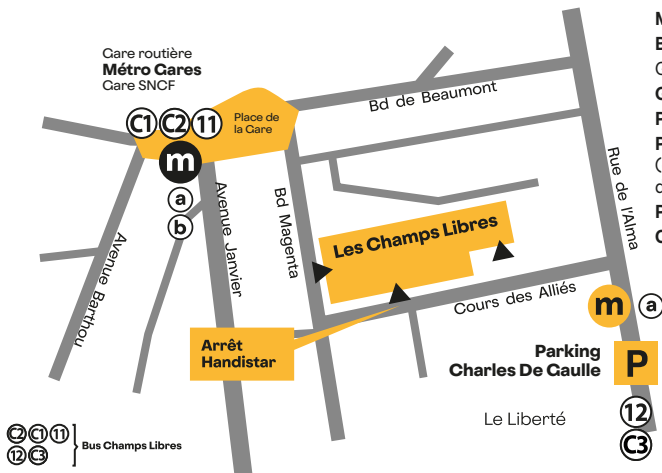 Gare routière
Métro Gares
Gare SNCF
C1 C2 11
Place de
la Gare
m
a
b
Bd de Beaumont
Rue de l'Alma
Avenue Barthou
Avenue Janvier
Bd Magenta
Les Champs Libres
Cours des Alliés
m a
Arrêt
Handistar
Parking
Charles De Gaulle
P
Le Liberté
12
C3
C2 C1 11
12 C3
Bus Champs Libres